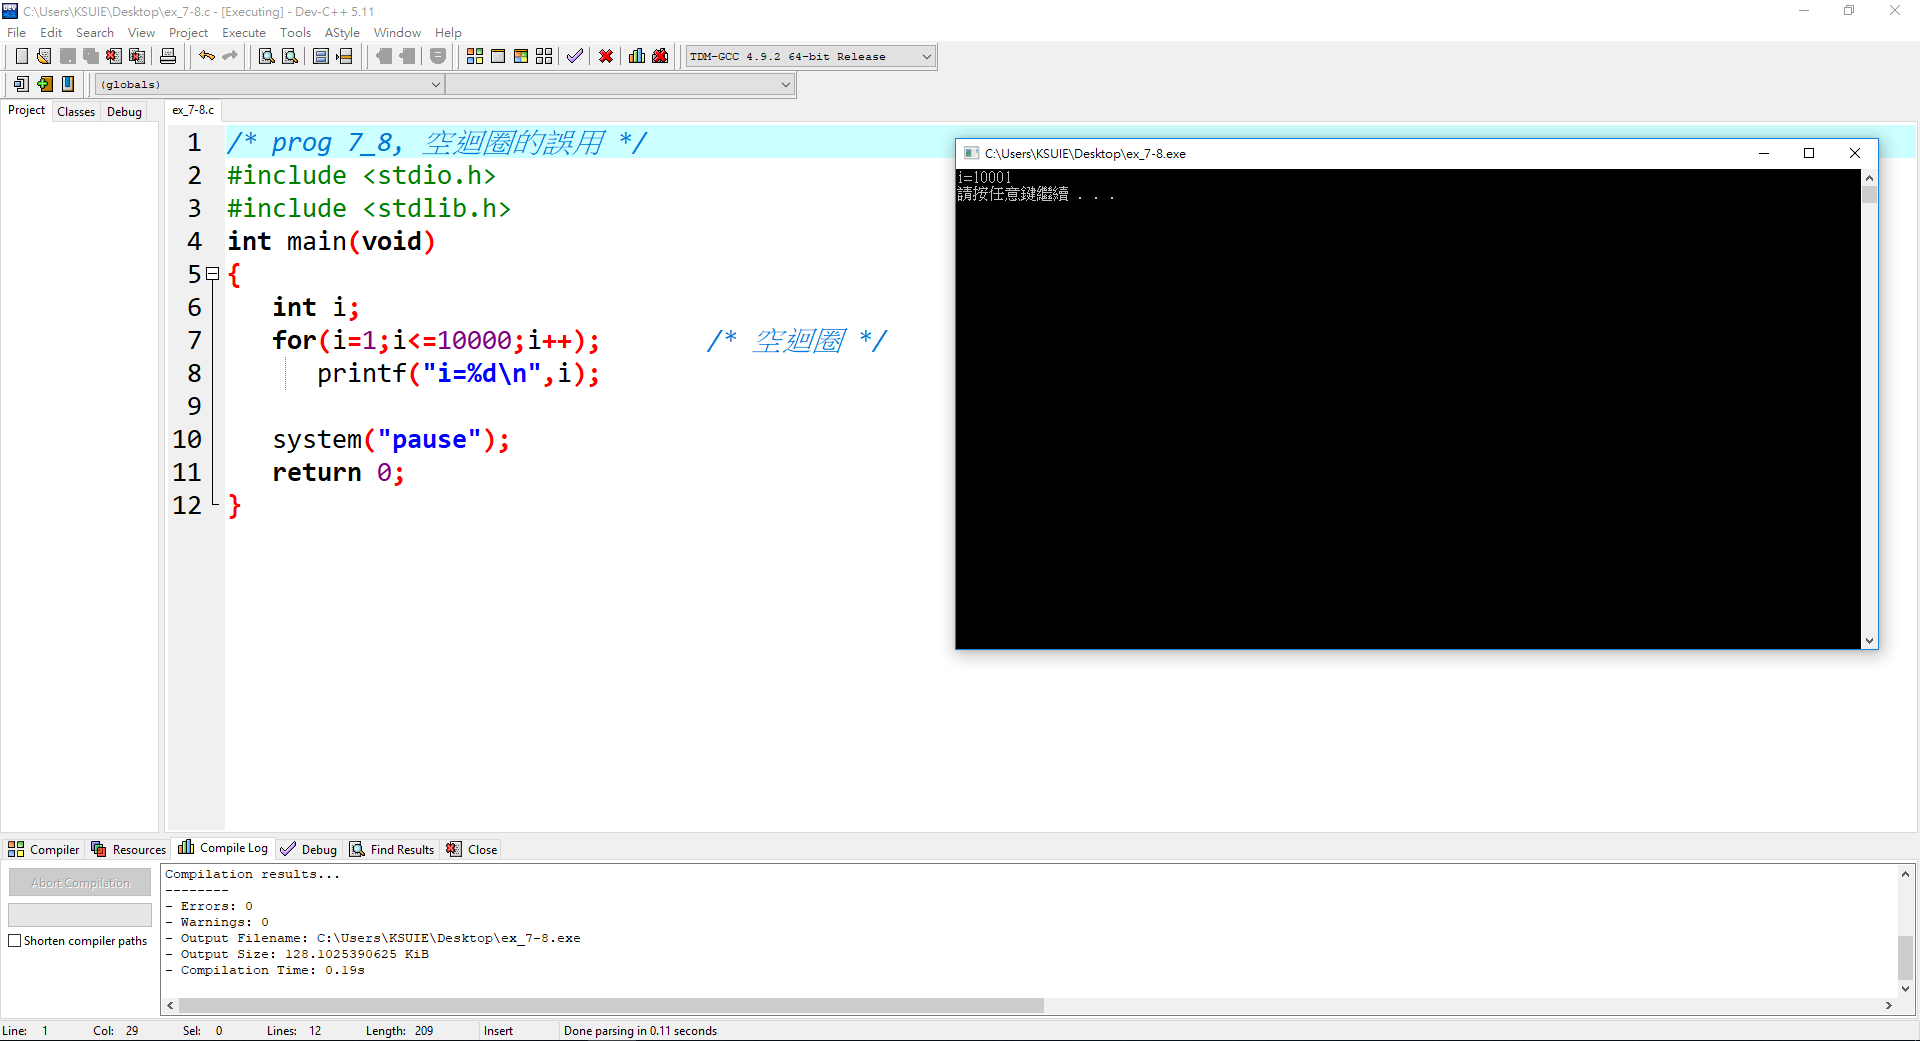 C:\Users\KSUIE\Desktop\ex_7-8.c - [Executing] - Dev-C++ 5.11
File Edit Search View Project Execute Tools AStyle Window Help
TDM-GCC 4.9.2 64-bit Release
(globals)
Project Classes Debug
ex_7-8.c
1 /* prog 7_8, 空迴圈的誤用 */
2 #include <stdio.h>
3 #include <stdlib.h>
4 int main(void)
5 {
6 int i;
7 for(i=1;i<=10000;i++); /* 空迴圈 */
8 printf("i=%d\n",i);
9
10 system("pause");
11 return 0;
12 }
C:\Users\KSUIE\Desktop\ex_7-8.exe
i=10001
請按任意鍵繼續 . . .
Compiler Resources Compile Log Debug Find Results Close
Abort Compilation
Shorten compiler paths
Compilation results...
--------
- Errors: 0
- Warnings: 0
- Output Filename: C:\Users\KSUIE\Desktop\ex_7-8.exe
- Output Size: 128.1025390625 KiB
- Compilation Time: 0.19s
Line: 1 Col: 29 Sel: 0 Lines: 12 Length: 209 Insert Done parsing in 0.11 seconds